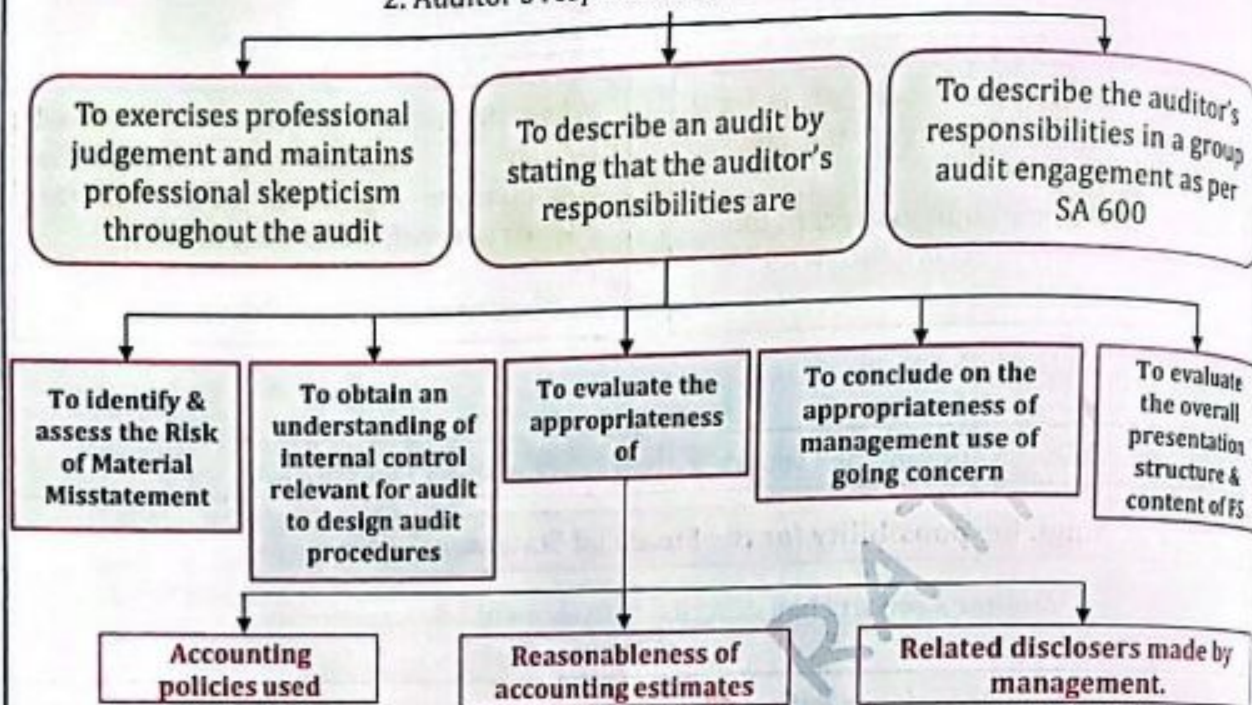 2. Auditor's
To exercises professional
judgement and maintains
professional skepticism
throughout the audit
To describe an audit by
stating that the auditor's
responsibilities are
To describe the auditor's
responsibilities in a group
audit engagement as per
SA 600
To identify &
assess the Risk
of Material
Misstatement
To obtain an
understanding of
internal control
relevant for audit
to design audit
procedures
To evaluate the
appropriateness
of
To conclude on the
appropriateness of
management use of
going concern
To evaluate
the overall
presentation
structure &
content of FS
Accounting
policies used
Reasonableness of
accounting estimates
Related disclosers made by
management.